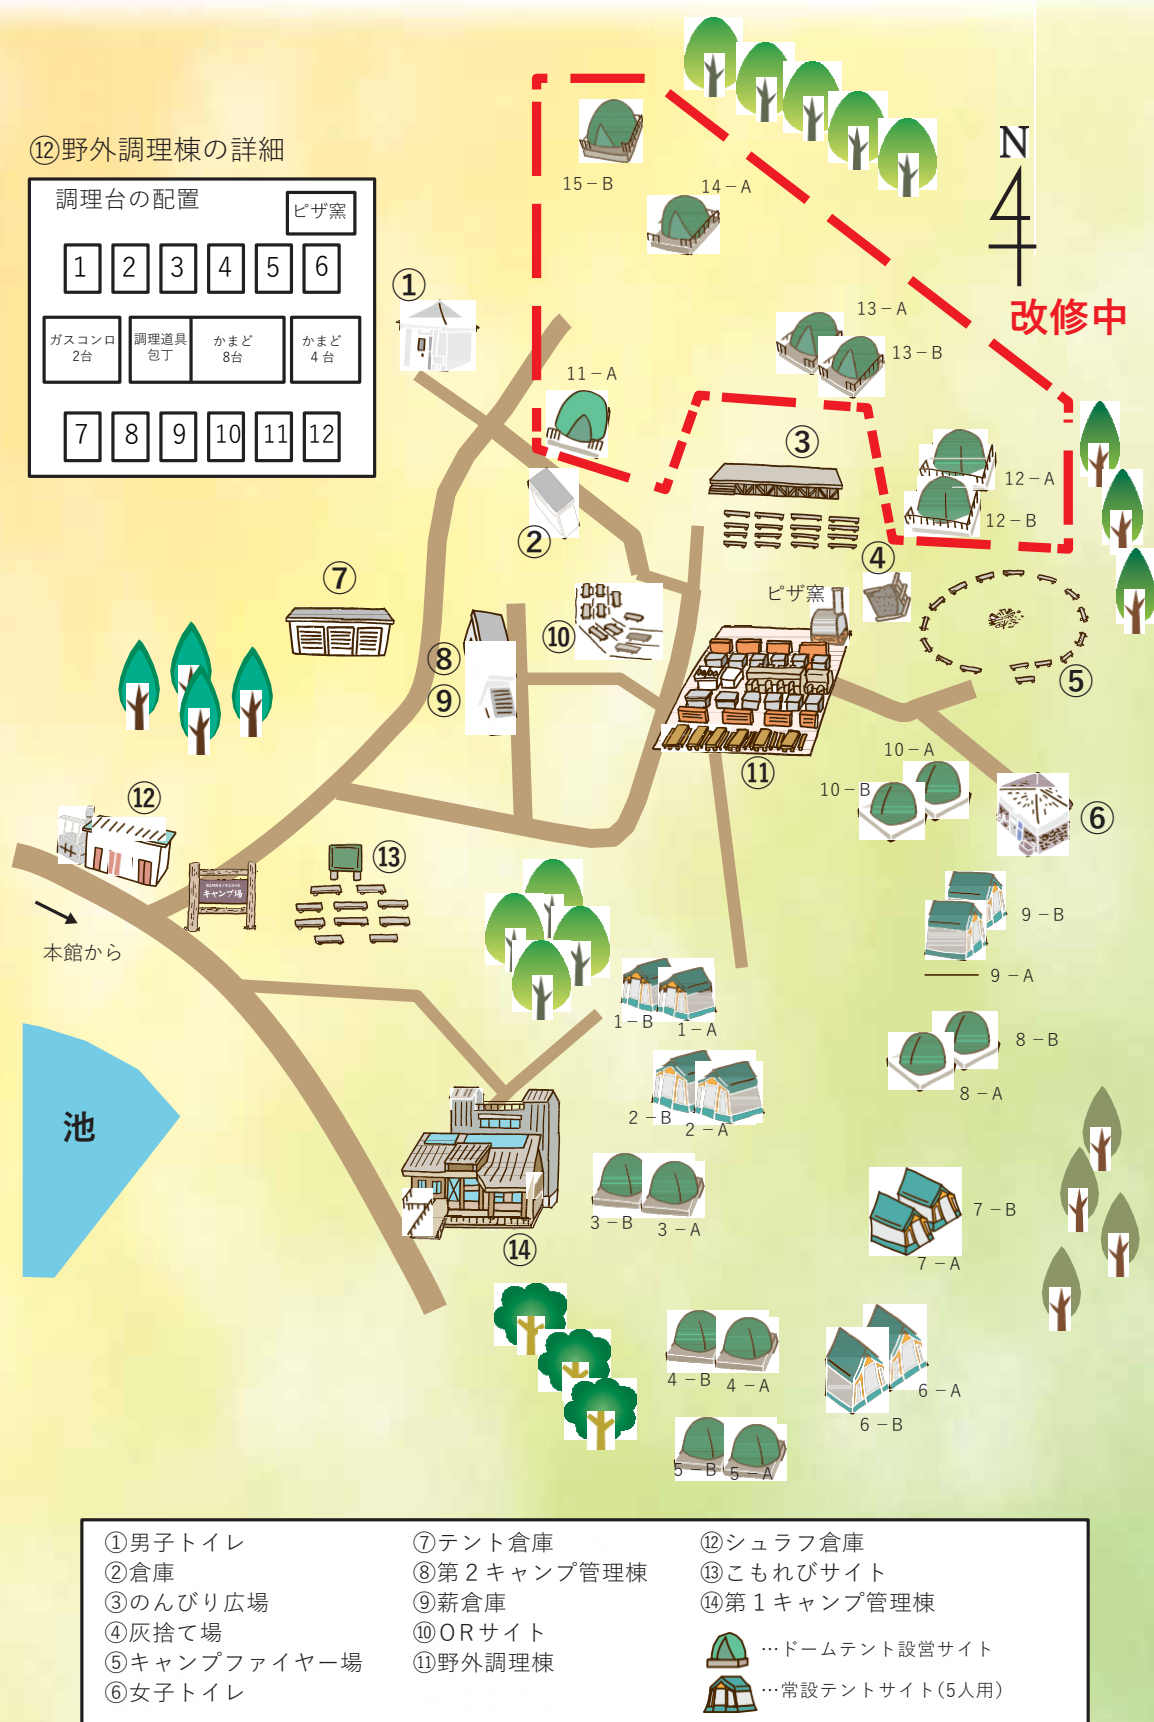 ⑫野外調理棟の詳細
調理台の配置
ピザ窯
1 2 3 4 5 6
ガスコンロ
2台
調理道具
包丁
かまど
8台
かまど
4台
7 8 9 10 11 12
N
改修中
15－B
14－A
①
13－A
13－B
11－A
③
12－A
12－B
②
④
⑦
ピザ窯
⑩
⑧
⑨
⑤
⑪
10－A
10－B
⑥
⑫
⑬
キャンプ場
本館から
9－B
9－A
1－B
1－A
8－B
8－A
2－B
2－A
池
3－B
3－A
7－B
7－A
⑭
4－B
4－A
6－A
6－B
5－B
5－A
①男子トイレ
②倉庫
③のんびり広場
④灰捨て場
⑤キャンプファイヤー場
⑥女子トイレ
⑦テント倉庫
⑧第２キャンプ管理棟
⑨薪倉庫
⑩ORサイト
⑪野外調理棟
⑫シュラフ倉庫
⑬こもれびサイト
⑭第１キャンプ管理棟
…ドームテント設営サイト
…常設テントサイト(5人用)